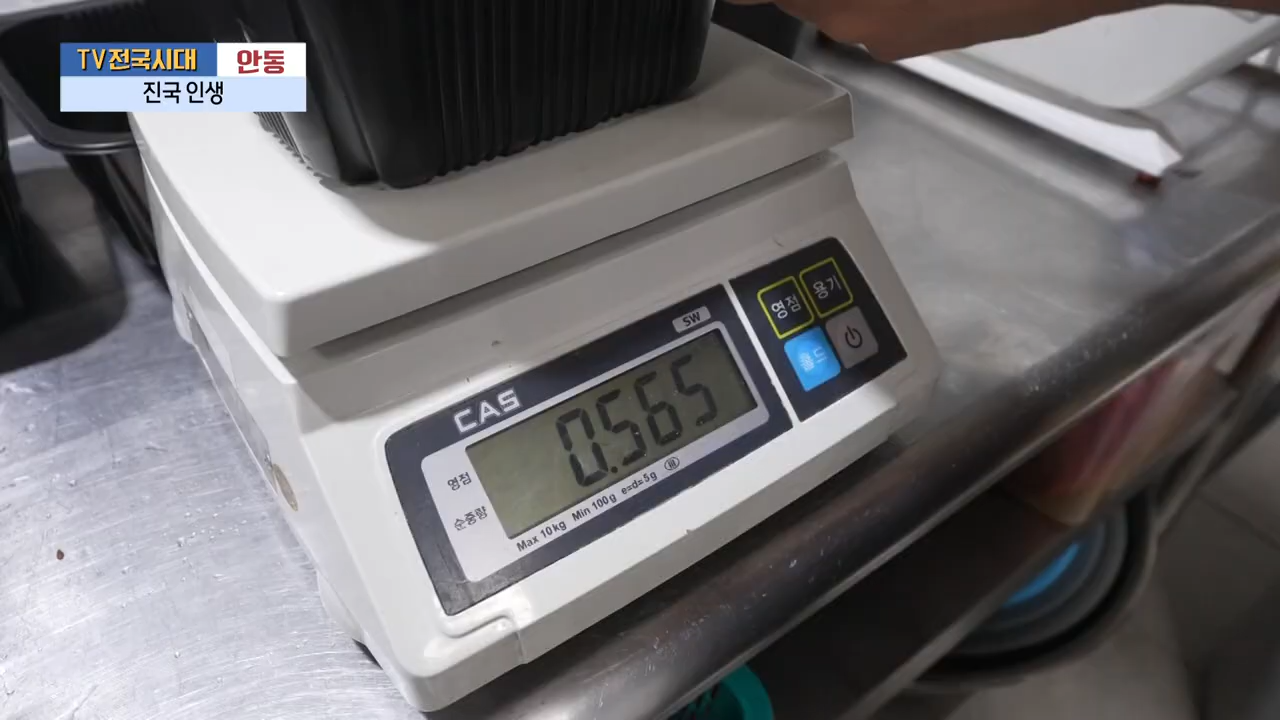 TV전국시대 안동
진국 인생
SW
CAS
0.565
영점
순중량
Max 10kg Min 100g e=d=5g
영점 용기
홀드